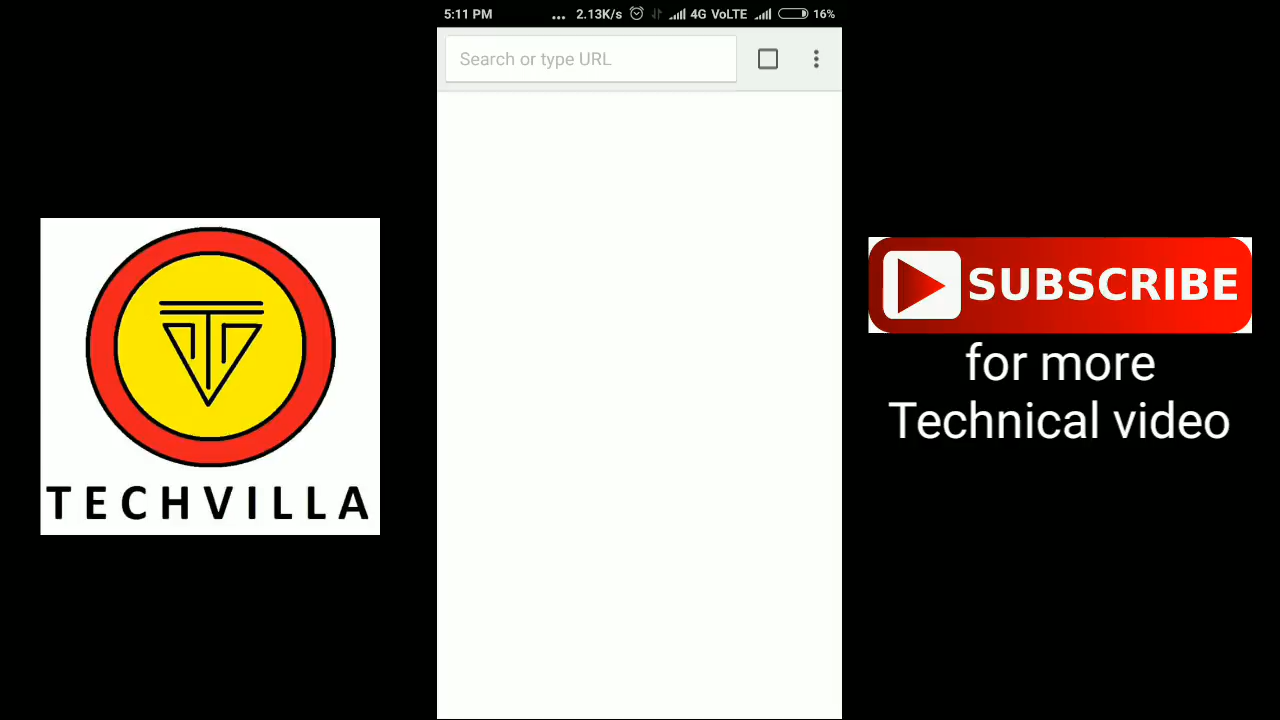 5:11 PM ... 2.13K/s 4G VoLTE 16%
Search or type URL
TECHVILLA
SUBSCRIBE
for more
Technical video